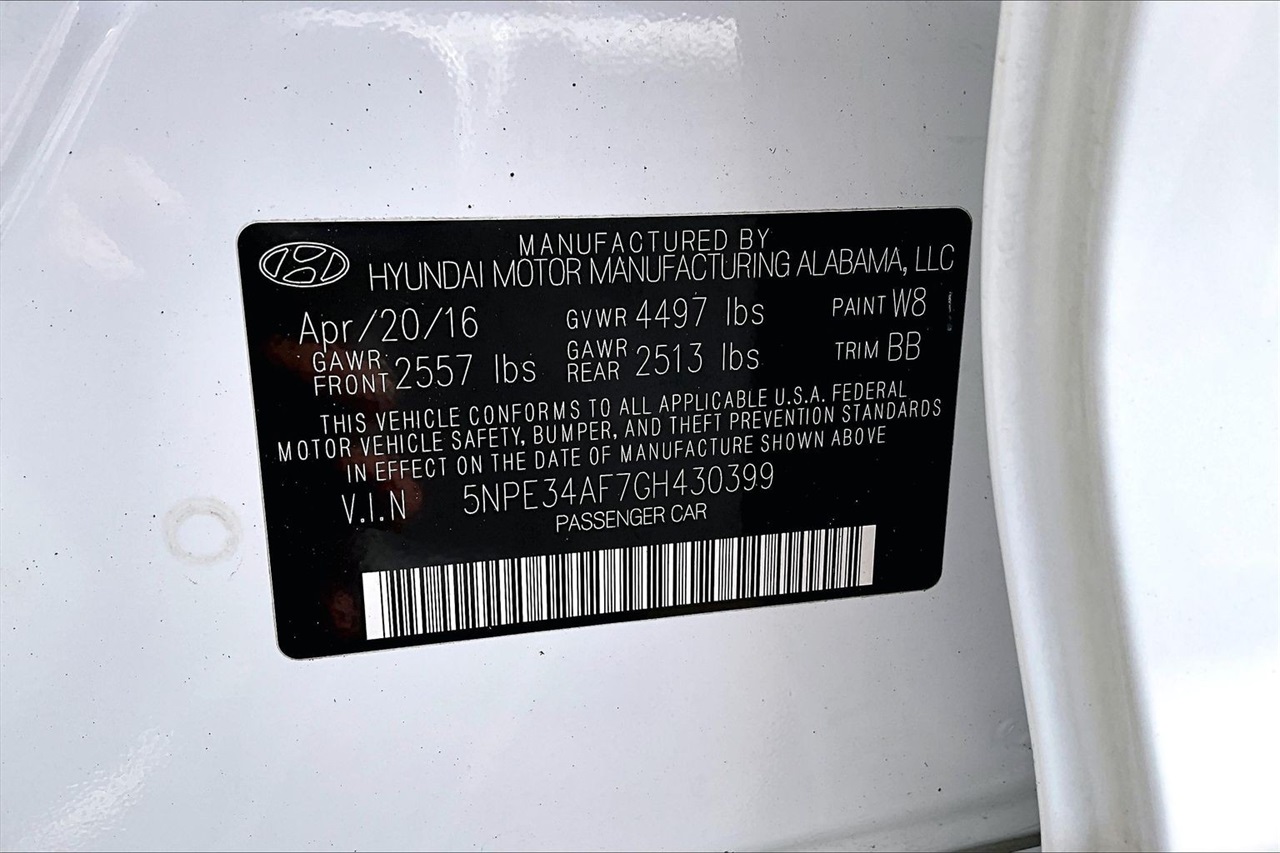 MANUFACTURED BY
HYUNDAI MOTOR MANUFACTURING ALABAMA, LLC
Apr/20/16 GVWR 4497 lbs PAINT W8
GAWR FRONT 2557 lbs GAWR REAR 2513 lbs TRIM BB
THIS VEHICLE CONFORMS TO ALL APPLICABLE U.S.A. FEDERAL
MOTOR VEHICLE SAFETY, BUMPER, AND THEFT PREVENTION STANDARDS
IN EFFECT ON THE DATE OF MANUFACTURE SHOWN ABOVE
V.I.N 5NPE34AF7GH430399
PASSENGER CAR